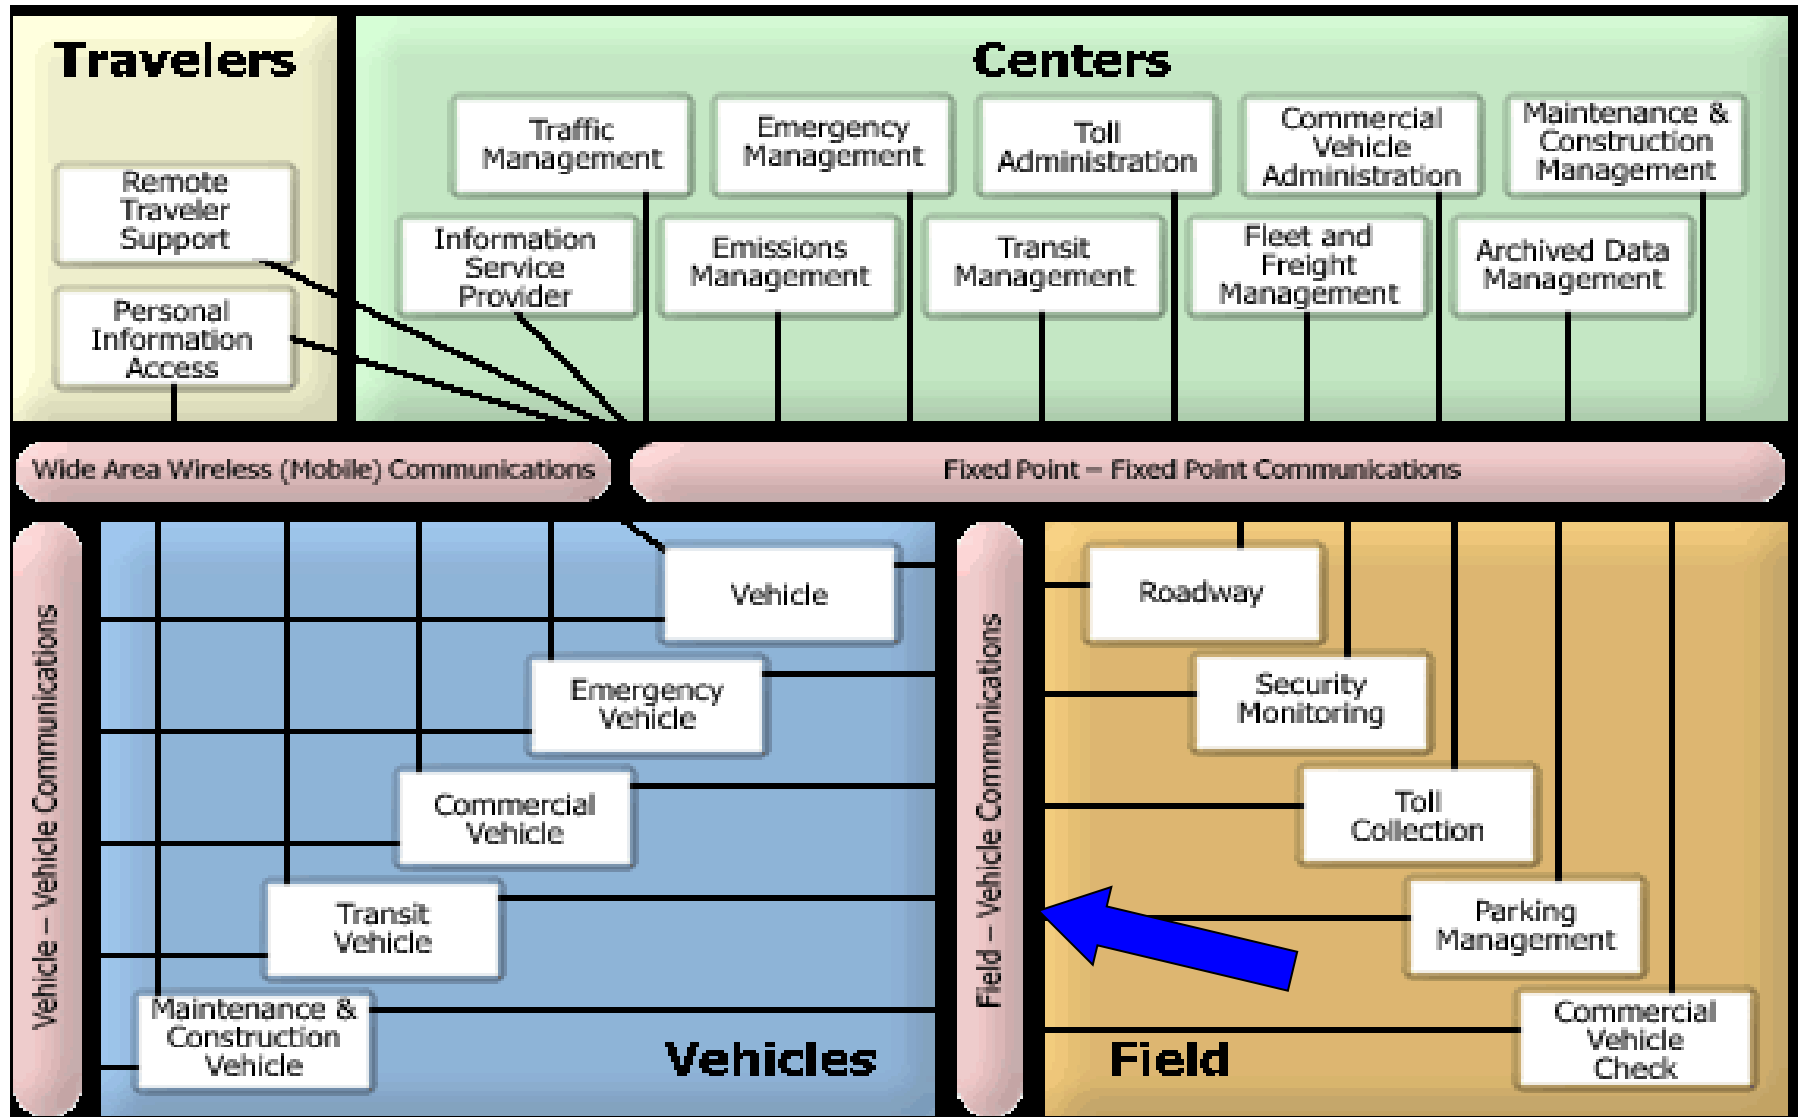 Travelers
Remote
Traveler
Support
Personal
Information
Access
Centers
Traffic
Management
Emergency
Management
Toll
Administration
Commercial
Vehicle
Administration
Maintenance &
Construction
Management
Information
Service
Provider
Emissions
Management
Transit
Management
Fleet and
Freight
Management
Archived Data
Management
Wide Area Wireless (Mobile) Communications
Fixed Point – Fixed Point Communications
Vehicle – Vehicle Communications
Vehicle
Emergency
Vehicle
Commercial
Vehicle
Transit
Vehicle
Maintenance &
Construction
Vehicle
Vehicles
Field – Vehicle Communications
Roadway
Security
Monitoring
Toll
Collection
Parking
Management
Commercial
Vehicle
Check
Field